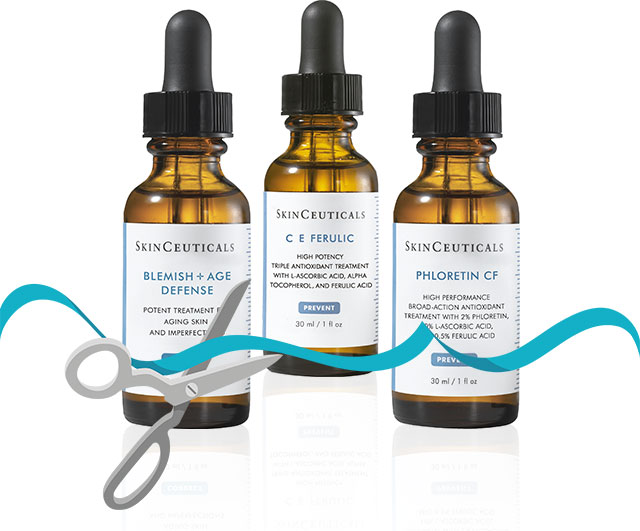 SKINCEUTICALS
BLEMISH + AGE
DEFENSE
POTENT TREATMENT
AGING SKIN
AND
SKINCEUTICALS
C E FERULIC
HIGH POTENCY
TRIPLE ANTIOXIDANT TREATMENT
WITH L-ASCORBIC ACID, ALPHA
TOCOPHEROL, AND FERULIC ACID
PREVENT
30 ml / 1 fl oz
SKINCEUTICALS
PHLORETIN CF
HIGH PERFORMANCE
BROAD-ACTION ANTIOXIDANT
TREATMENT WITH 2% PHLORETIN,
L-ASCORBIC ACID,
0.5% FERULIC ACID
30 ml / 1 fl oz